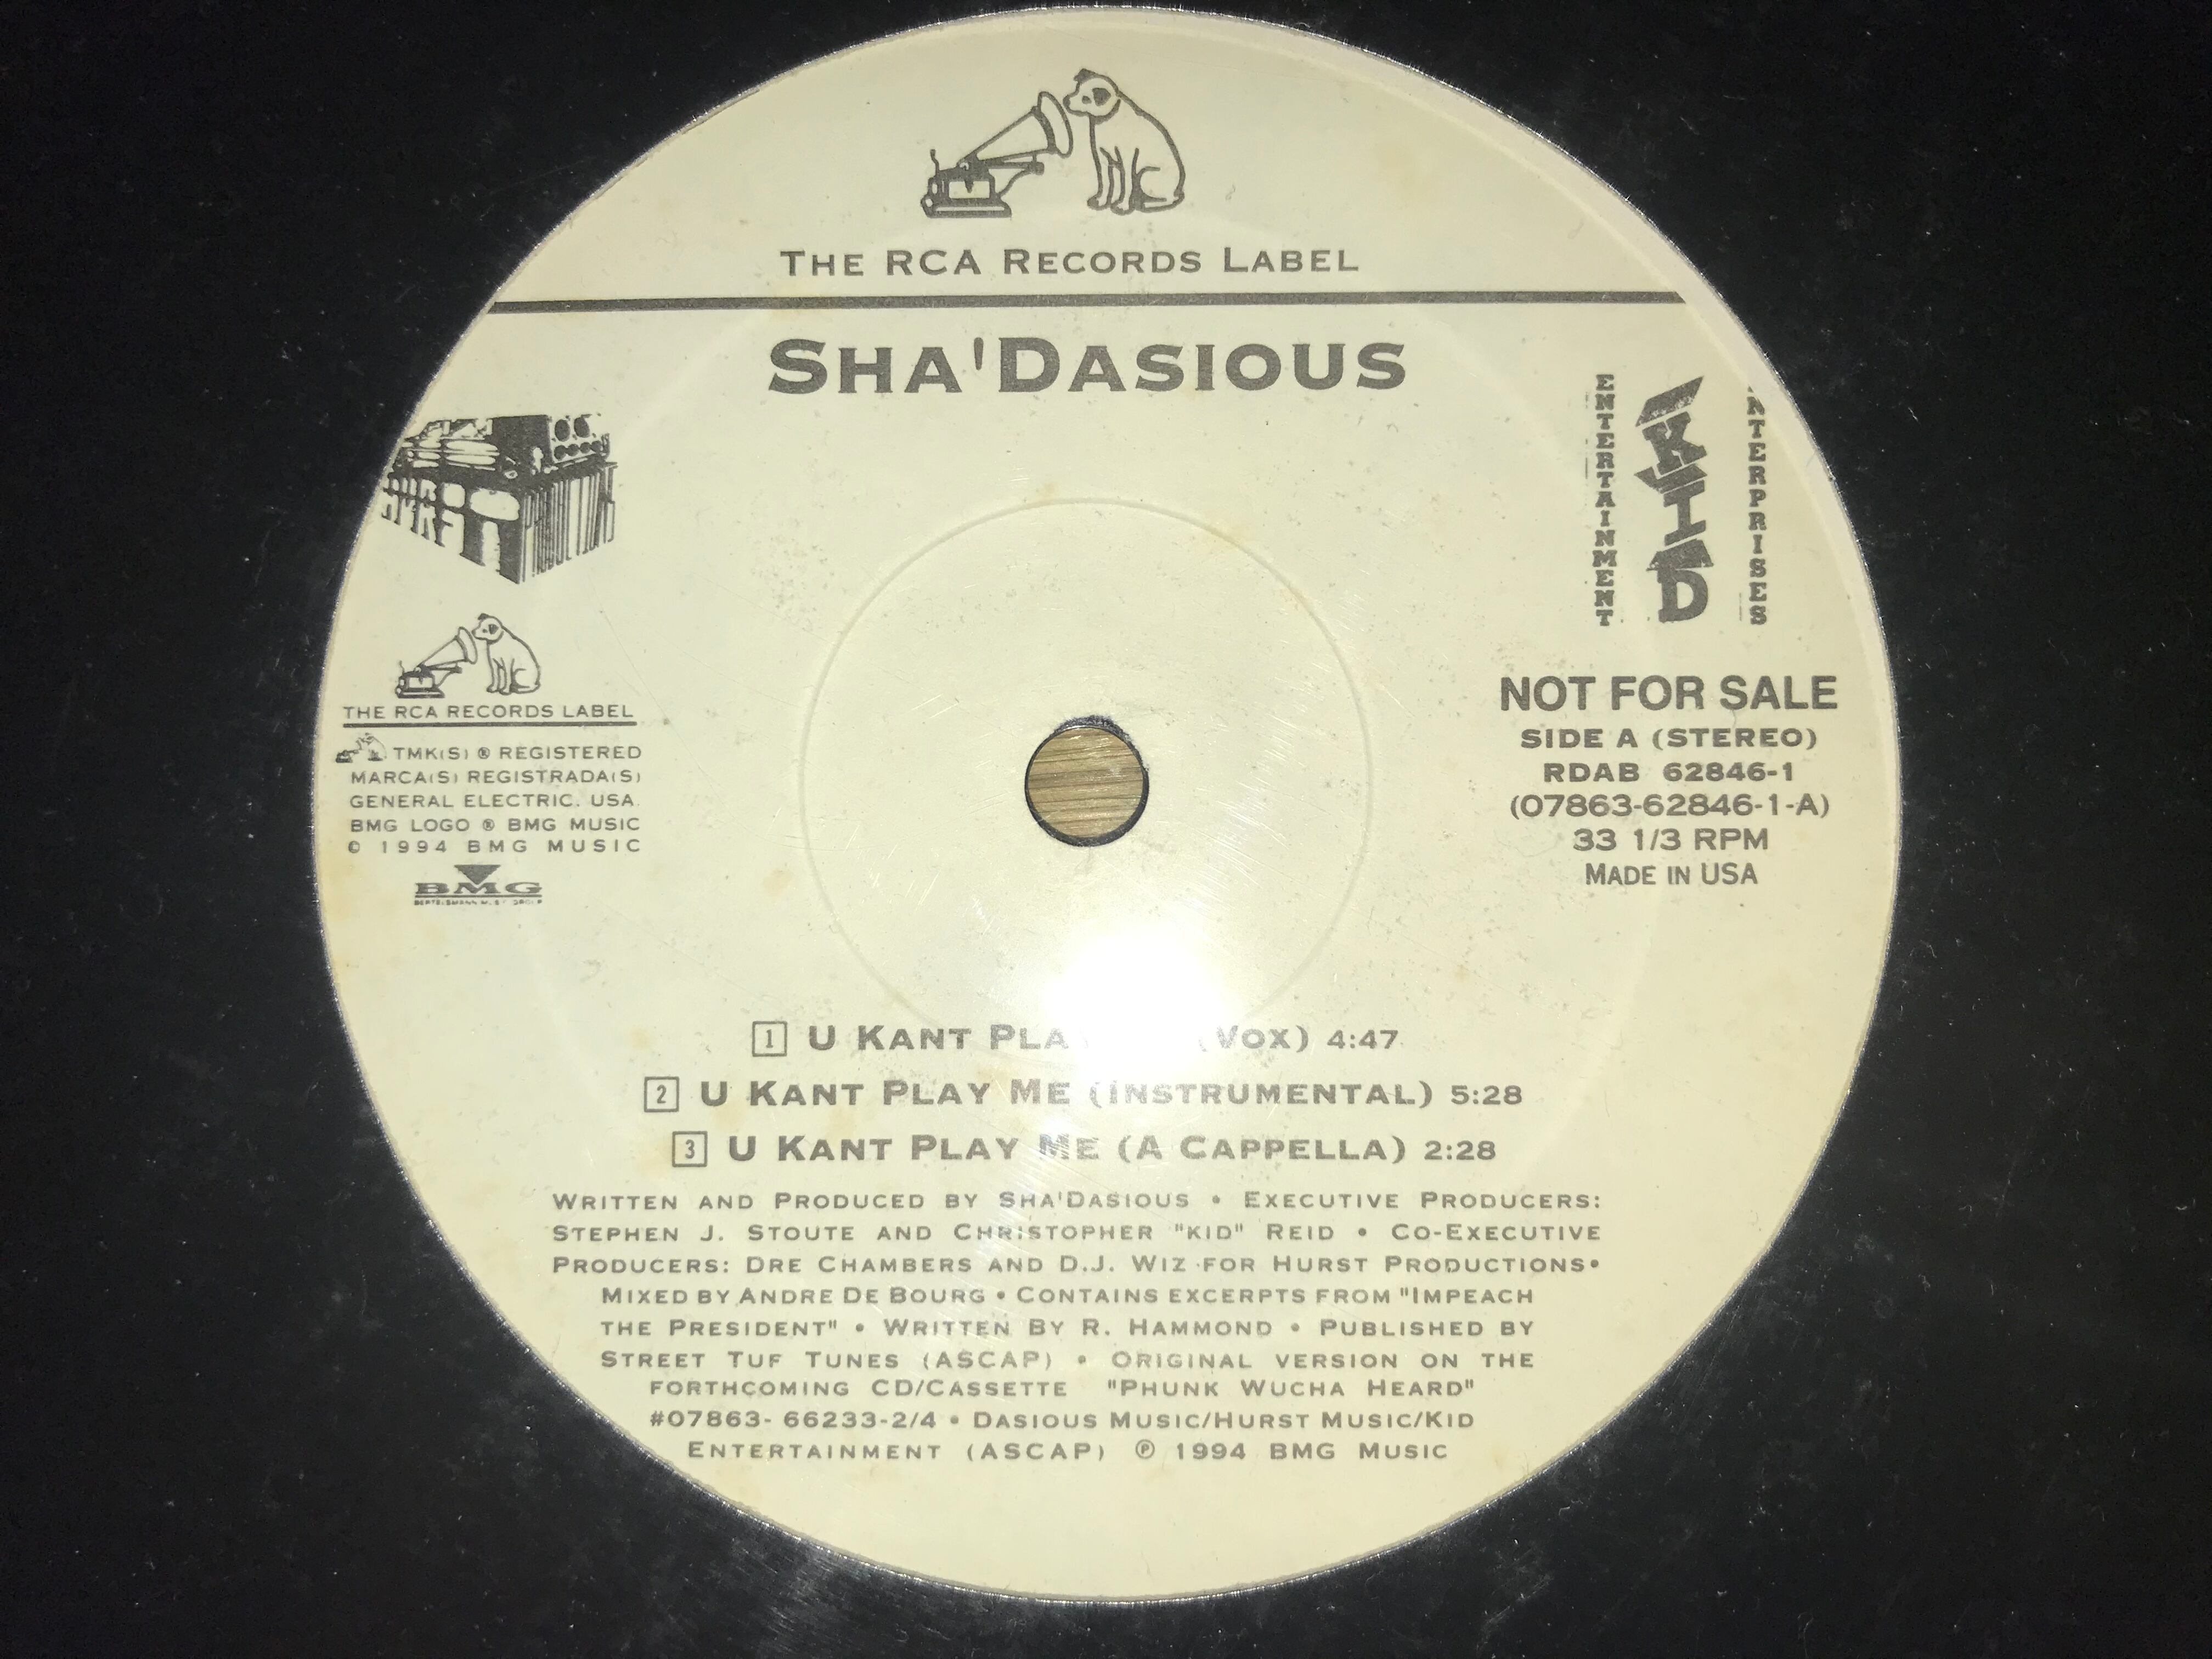 THE RCA RECORDS LABEL
SHA'DASIOUS
ENTERTAINMENT
KID
THE RCA RECORDS LABEL
TMK(S) ® REGISTERED
MARCA(S) REGISTRADA(S)
GENERAL ELECTRIC. USA.
BMG LOGO ® BMG MUSIC
© 1994 BMG MUSIC
BMG
NOT FOR SALE
SIDE A (STEREO)
RDAB 62846-1
(07863-62846-1-A)
33 1/3 RPM
MADE IN USA
1 U KANT (VOX) 4:47
2 U KANT PLAY ME (INSTRUMENTAL) 5:28
3 U KANT PLAY ME (A CAPPELLA) 2:28
WRITTEN AND PRODUCED BY SHA'DASIOUS • EXECUTIVE PRODUCERS:
STEPHEN J. STOUTE AND CHRISTOPHER "KID" REID • CO-EXECUTIVE
PRODUCERS: DRE CHAMBERS AND D.J. WIZ FOR HURST PRODUCTIONS•
MIXED BY ANDRE DE BOURG • CONTAINS EXCERPTS FROM "IMPEACH
THE PRESIDENT" • WRITTEN BY R. HAMMOND • PUBLISHED BY
STREET TUF TUNES (ASCAP) • ORIGINAL VERSION ON THE
FORTHCOMING CD/CASSETTE "PHUNK WUCHA HEARD"
#07863- 66233-2/4 • DASIOUS MUSIC/HURST MUSIC/KID
ENTERTAINMENT (ASCAP) ℗ 1994 BMG MUSIC